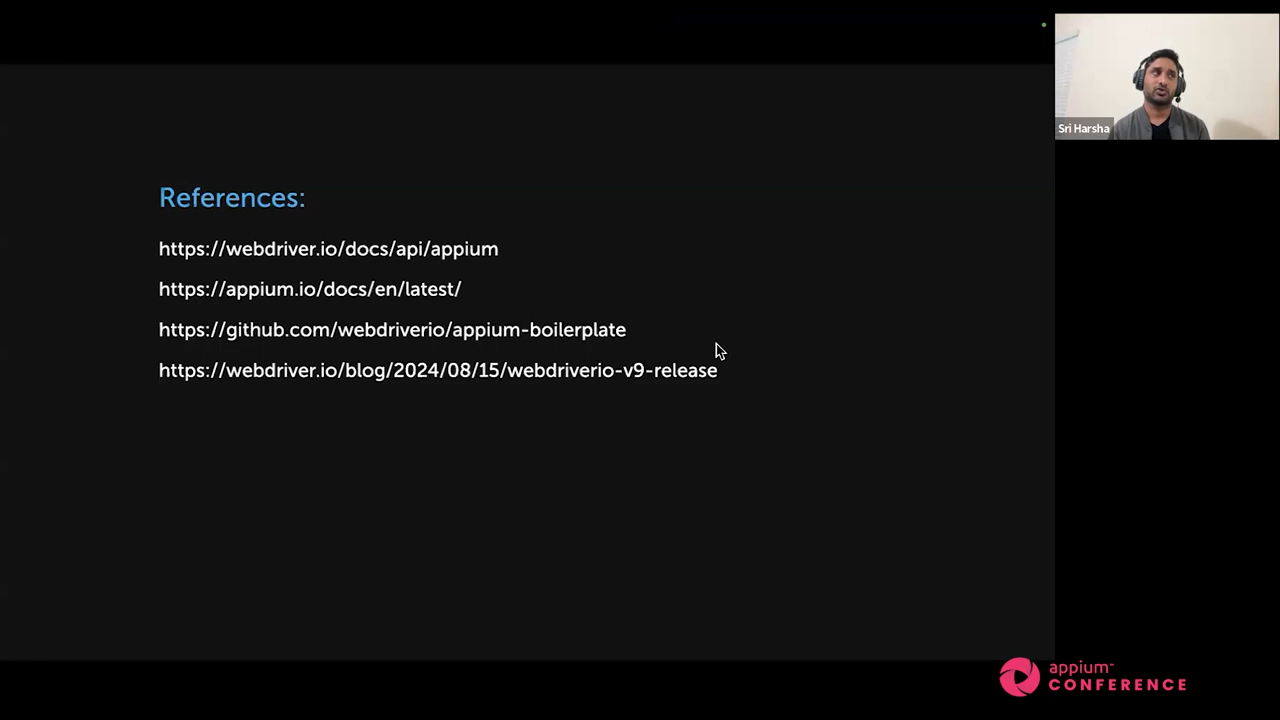 References:
https://webdriver.io/docs/api/appium
https://appium.io/docs/en/latest/
https://github.com/webdriverio/appium-boilerplate
https://webdriver.io/blog/2024/08/15/webdriverio-v9-release
Sri Harsha
appium™
CONFERENCE